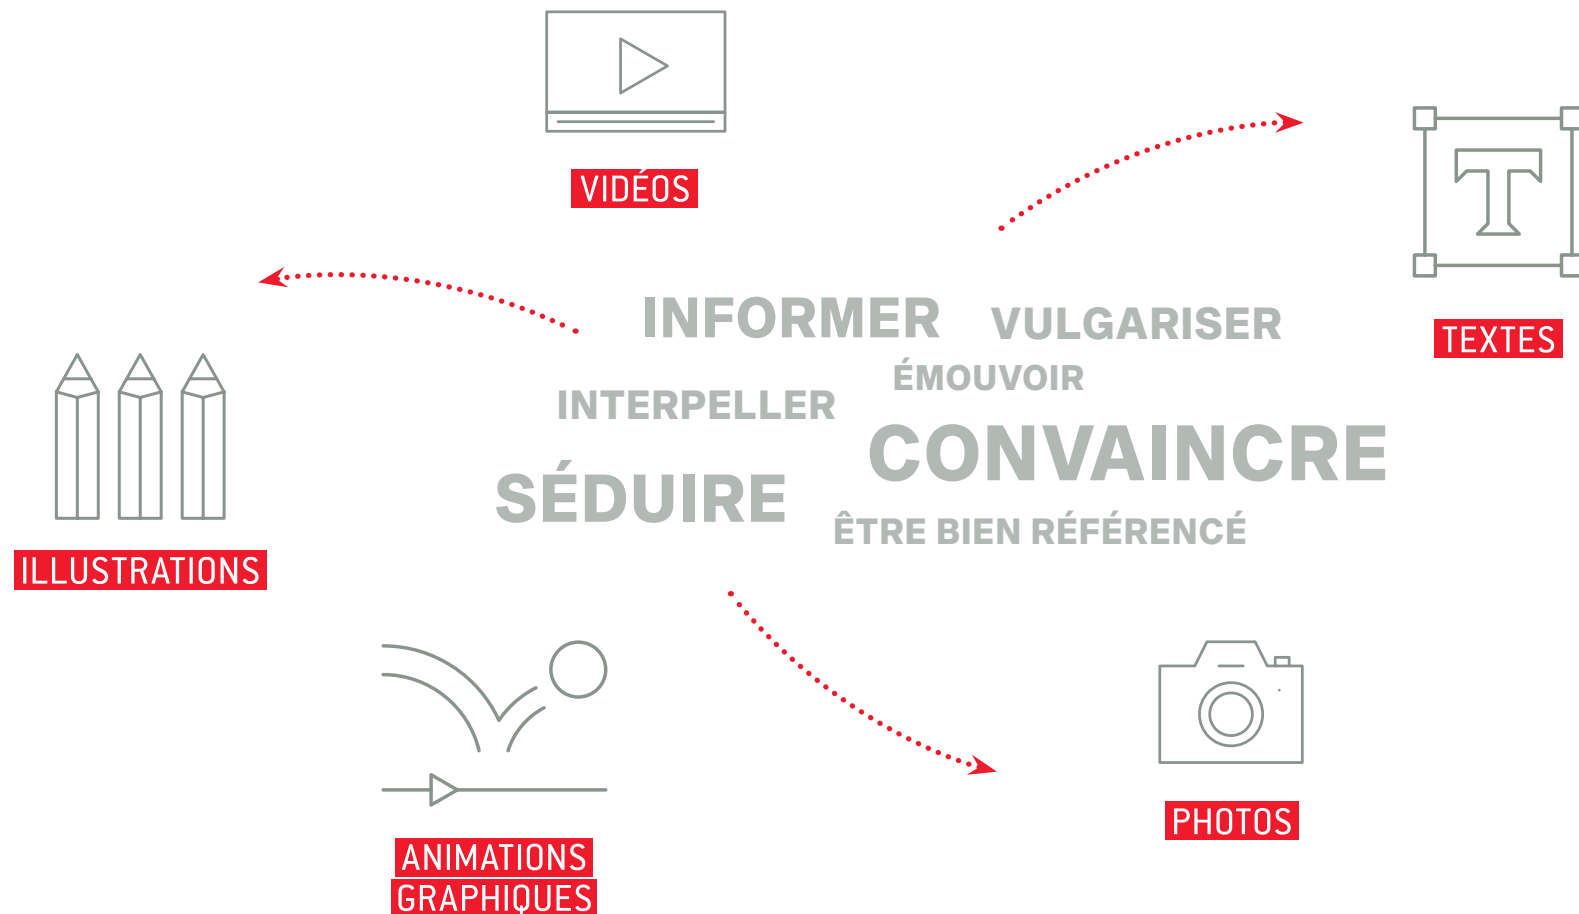 VIDÉOS
INFORMER
VULGARISER
TEXTES
ÉMOUVOIR
INTERPELLER
CONVAINCRE
SÉDUIRE
ÊTRE BIEN RÉFÉRENCÉ
ILLUSTRATIONS
PHOTOS
ANIMATIONS
GRAPHIQUES